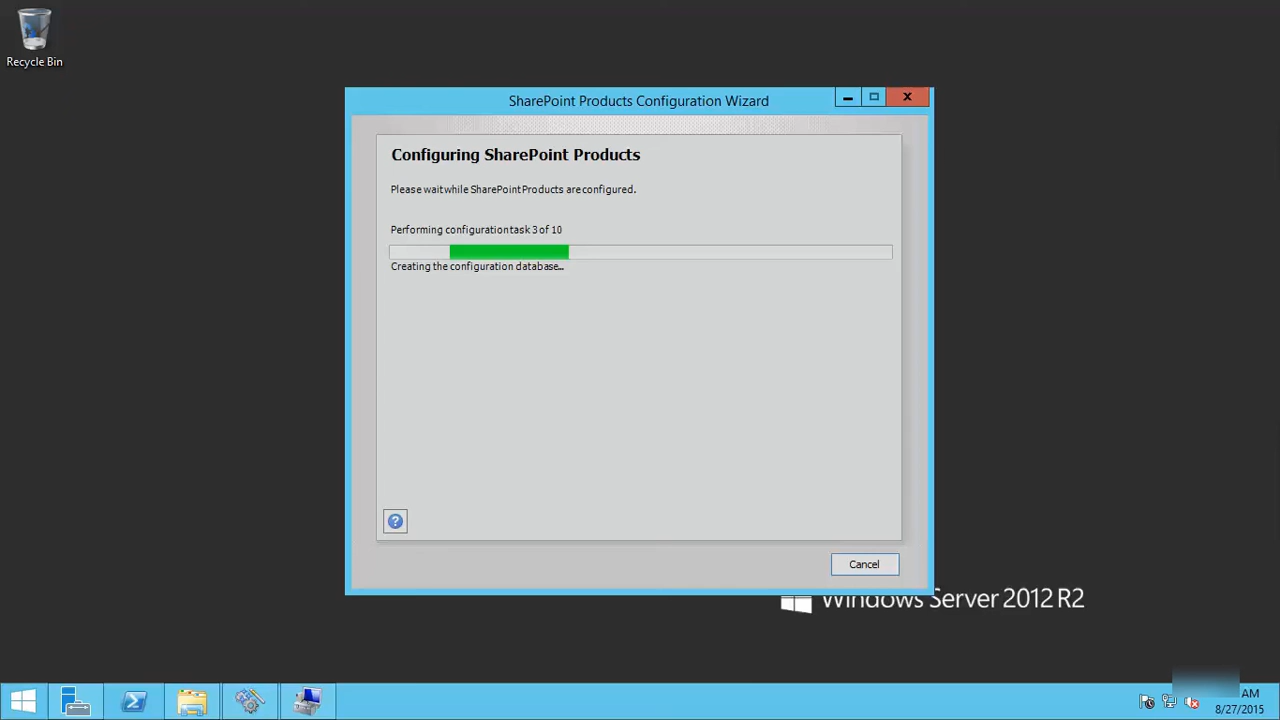 Recycle Bin
SharePoint Products Configuration Wizard
Configuring SharePoint Products
Please wait while SharePoint Products are configured.
Performing configuration task 3 of 10
Creating the configuration database...
?
Cancel
Windows Server 2012 R2
AM
8/27/2015